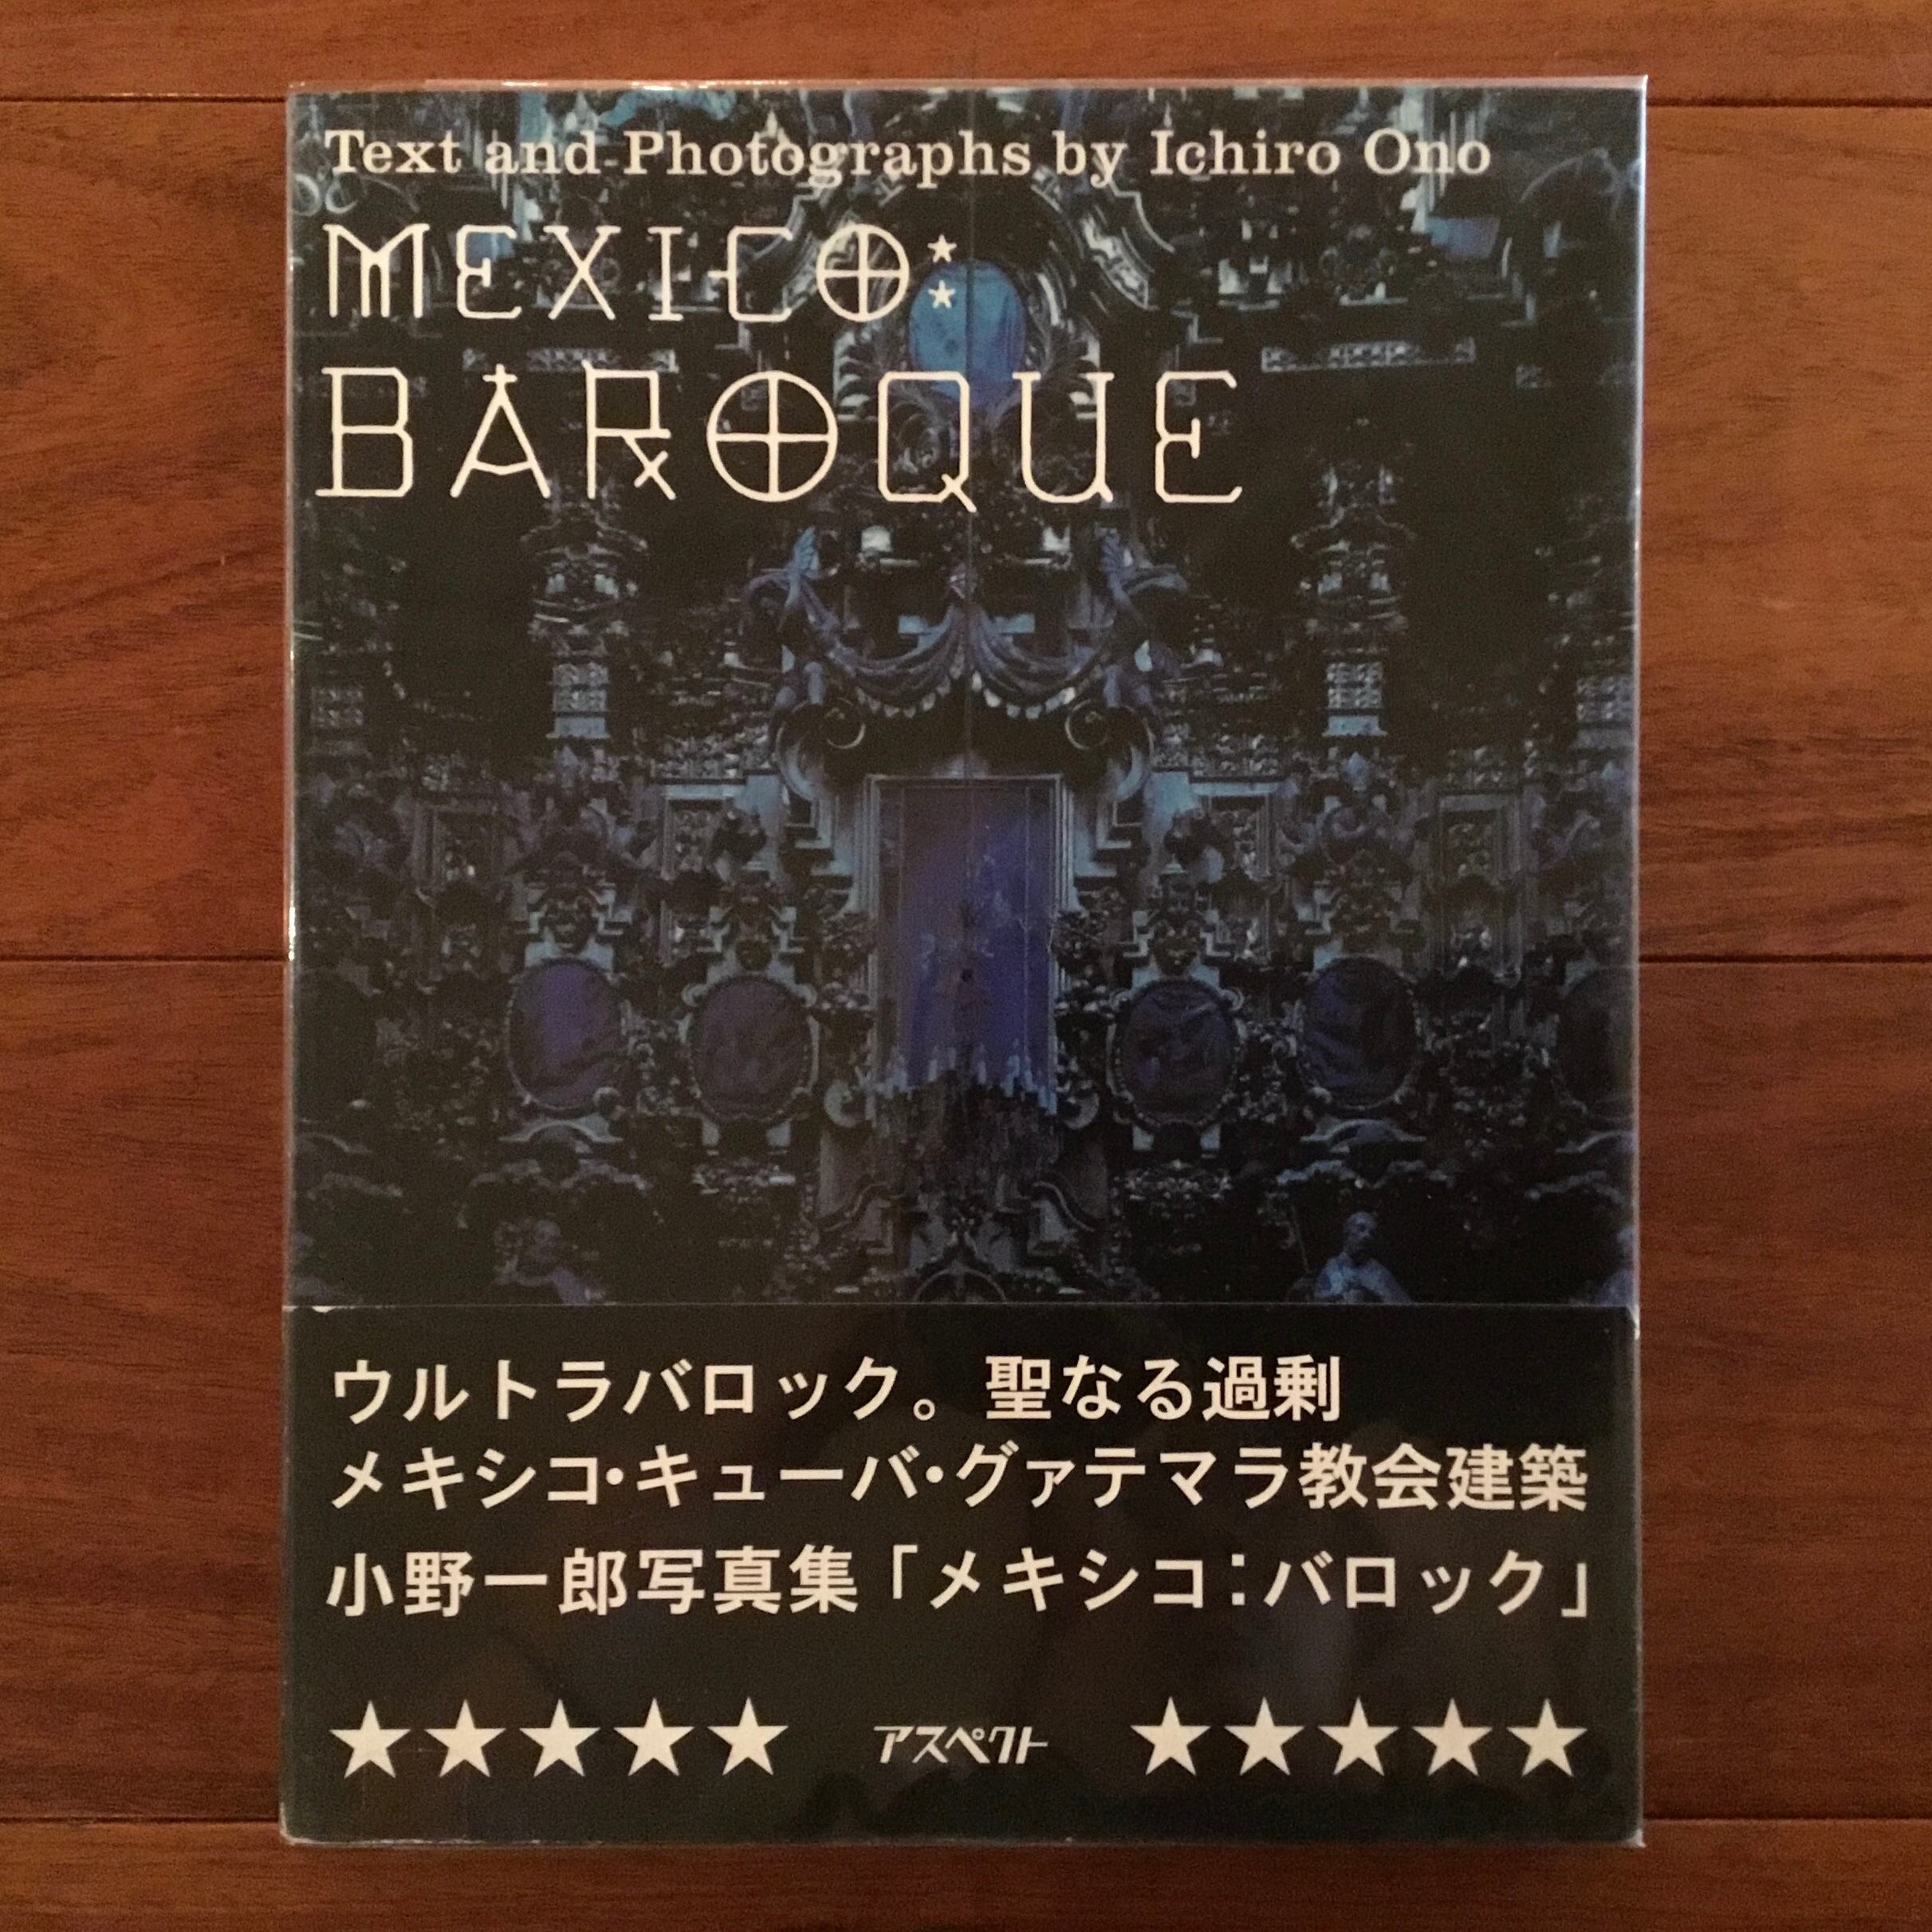 Text and Photographs by Ichiro Ono
MEXICO:
BAROQUE
ウルトラバロック。聖なる過剰
メキシコ・キューバ・グァテマラ教会建築
小野一郎写真集「メキシコ：バロック」
★★★★★ アスペクト ★★★★★